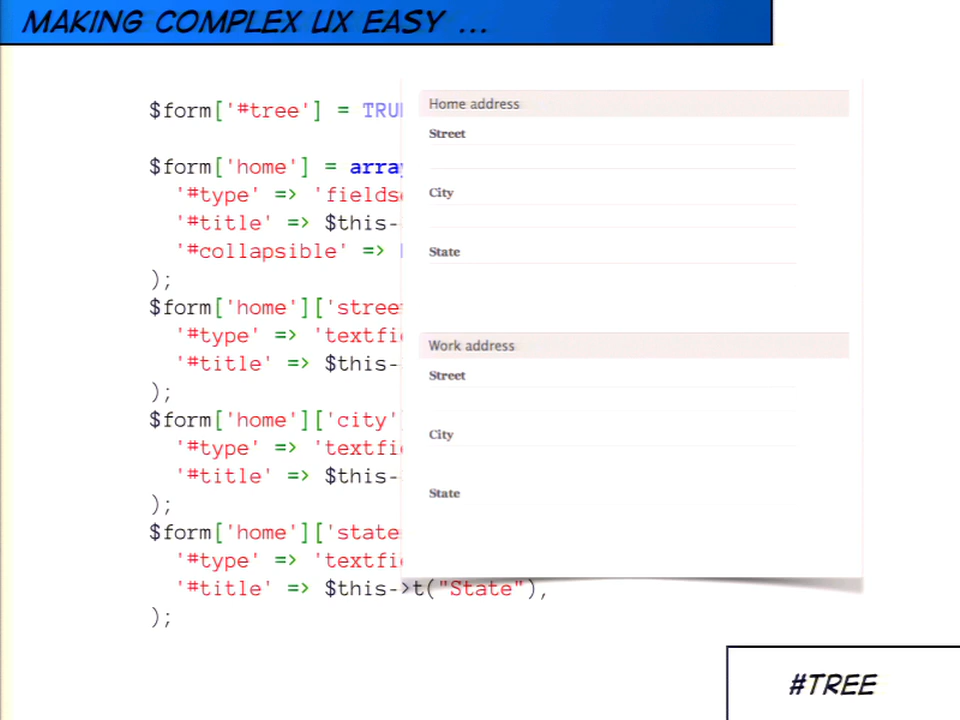 MAKING COMPLEX UX EASY ...
$form['#tree'] = TRU
$form['home'] = array
'#type' => 'fields
'#title' => $this-
'#collapsible' =>
);
$form['home']['stree
'#type' => 'textfi
'#title' => $this-
);
$form['home']['city'
'#type' => 'textfi
'#title' => $this-
);
$form['home']['state
'#type' => 'textfi
'#title' => $this->t("State"),
);
Home address
Street
City
State
Work address
Street
City
State
#TREE